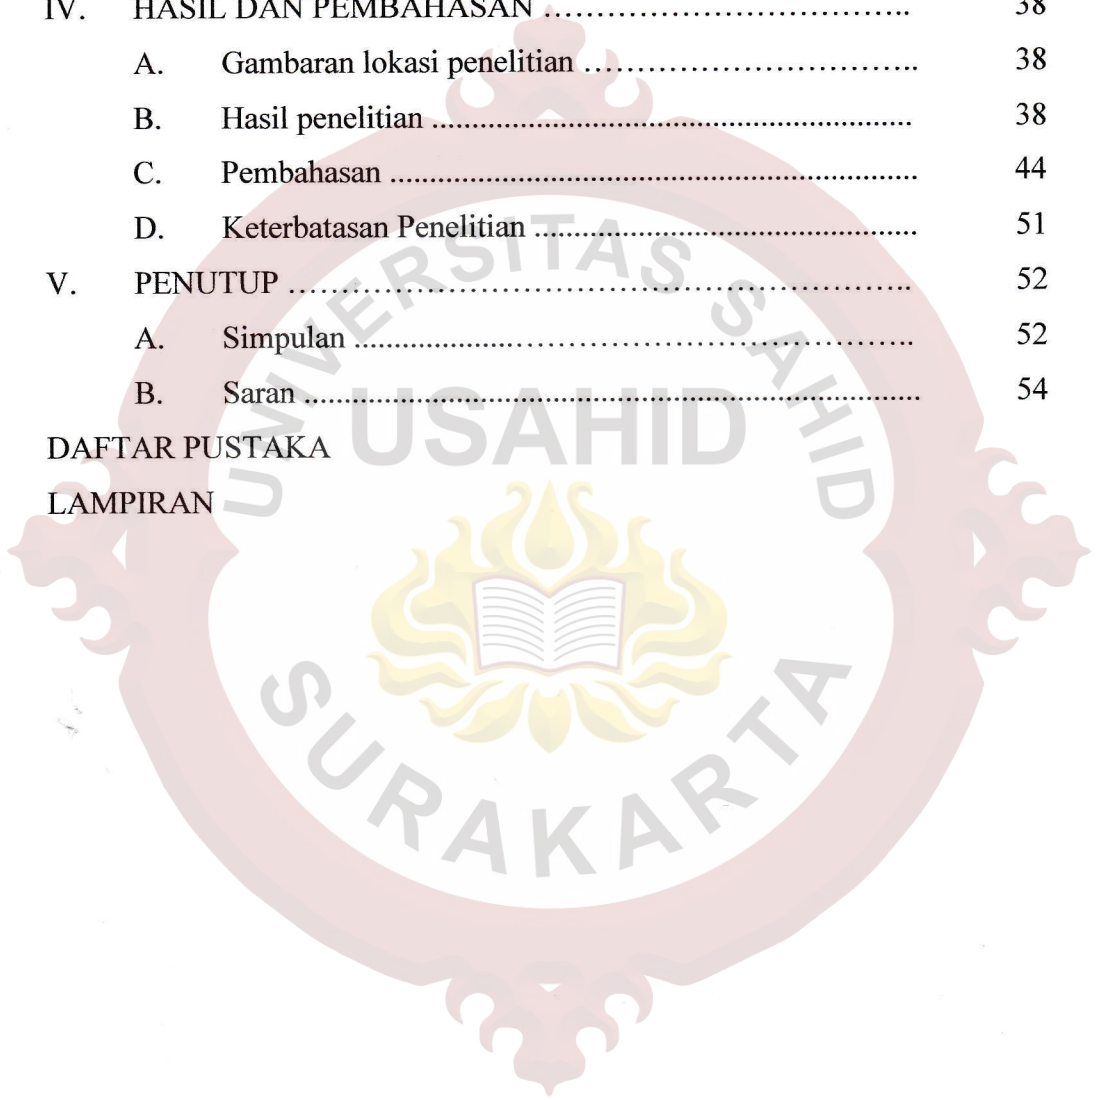 IV. HASIL DAN PEMBAHASAN ........................................ 38
A. Gambaran lokasi penelitian ........................................ 38
B. Hasil penelitian ........................................ 38
C. Pembahasan ........................................ 44
D. Keterbatasan Penelitian ........................................ 51
V. PENUTUP ........................................ 52
A. Simpulan ........................................ 52
B. Saran ........................................ 54
DAFTAR PUSTAKA
LAMPIRAN
UNIVERSITAS SAHID
USAHID
SURAKARTA